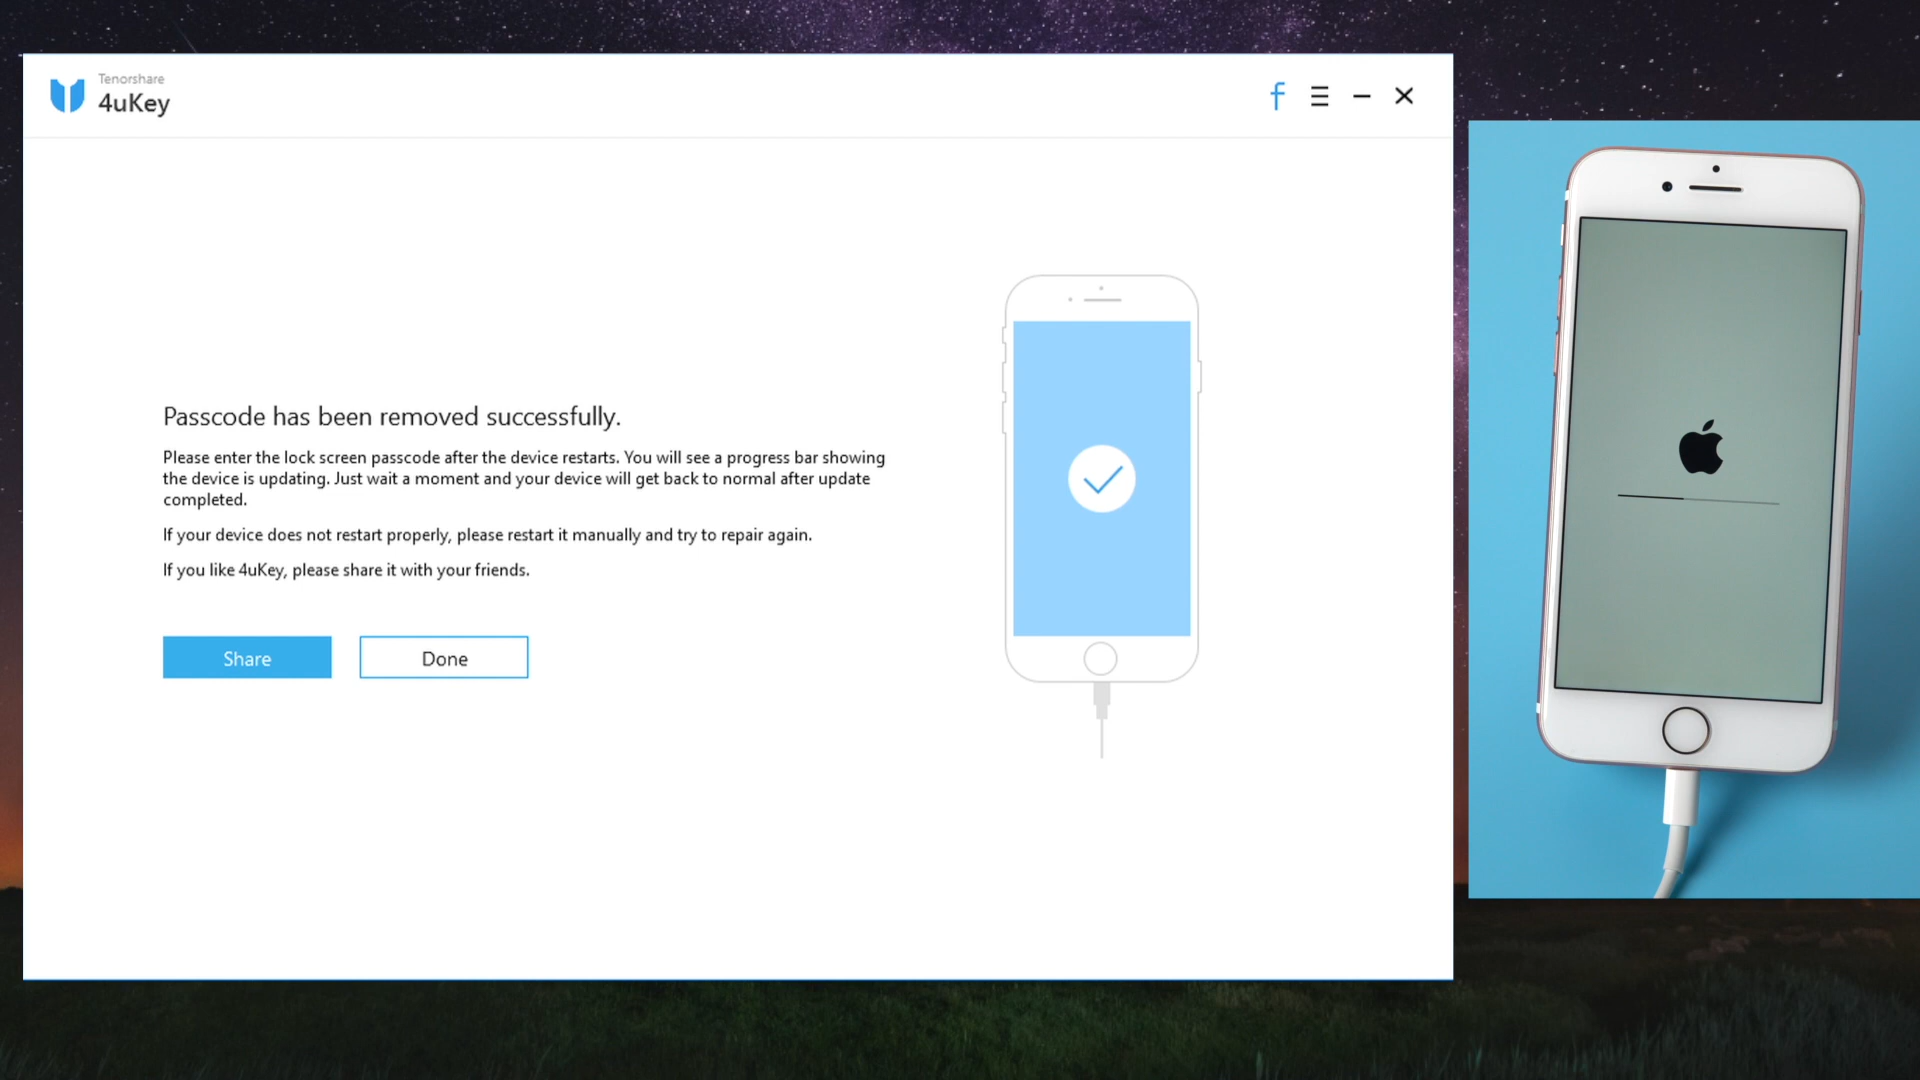 Tenorshare
4uKey
Passcode has been removed successfully.
Please enter the lock screen passcode after the device restarts. You will see a progress bar showing
the device is updating. Just wait a moment and your device will get back to normal after update
completed.
If your device does not restart properly, please restart it manually and try to repair again.
If you like 4uKey, please share it with your friends.
Share
Done